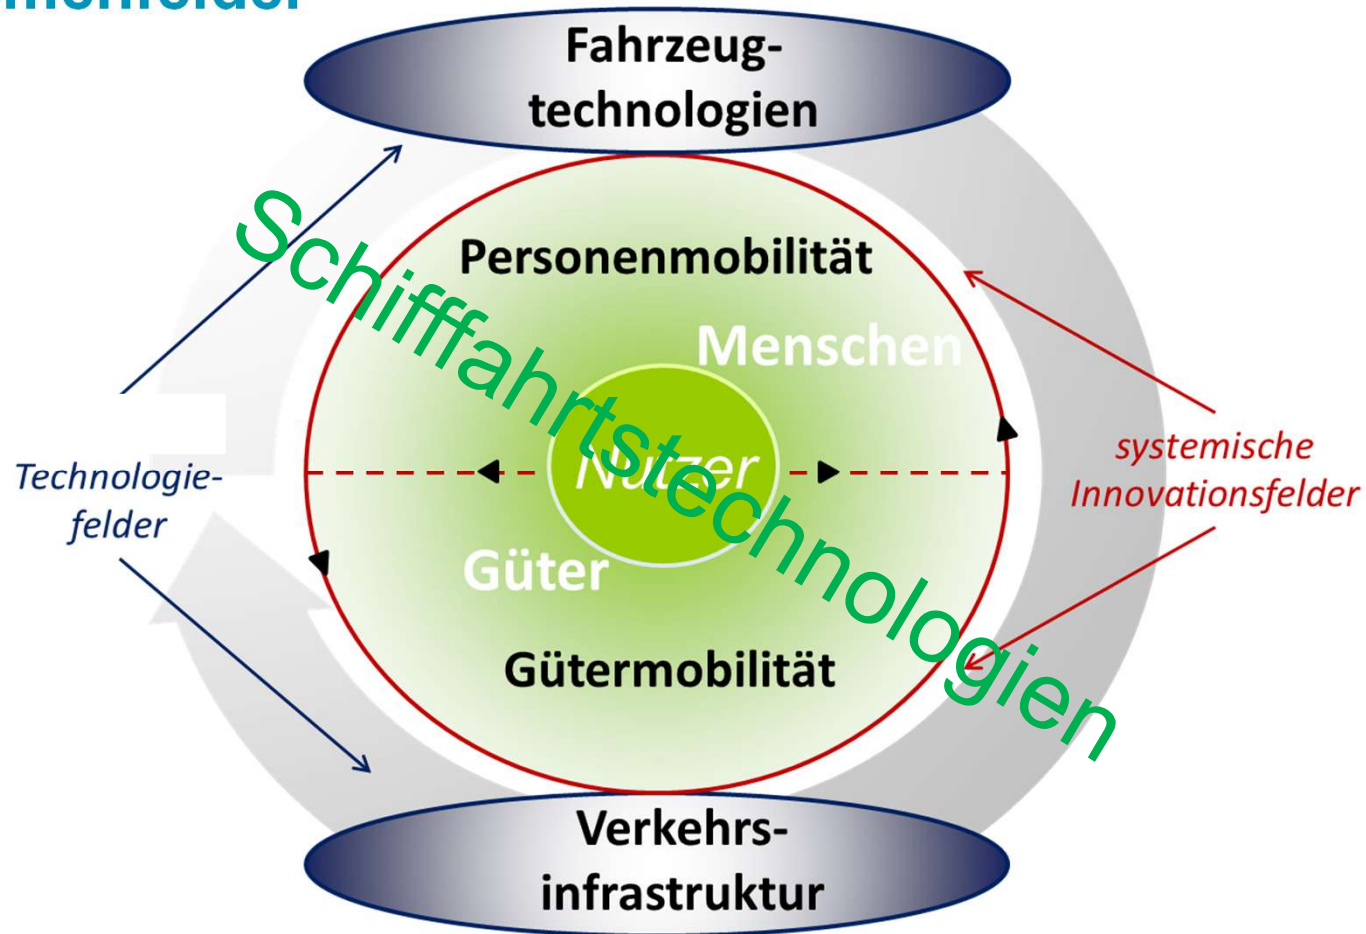 Fahrzeug-
technologien
Personenmobilität
Menschen
Schifffahrtstechnologien
Nutzer
systemische
Innovationsfelder
Technologie-
felder
Güter
Gütermobilität
Verkehrs-
infrastruktur